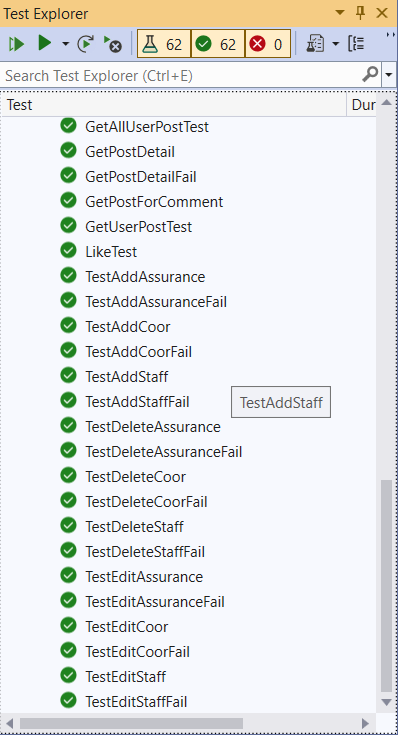 Test Explorer
62 62 0
Search Test Explorer (Ctrl+E)
Test Dur
GetAllUserPostTest
GetPostDetail
GetPostDetailFail
GetPostForComment
GetUserPostTest
LikeTest
TestAddAssurance
TestAddAssuranceFail
TestAddCoor
TestAddCoorFail
TestAddStaff
TestAddStaffFail
TestAddStaff
TestDeleteAssurance
TestDeleteAssuranceFail
TestDeleteCoor
TestDeleteCoorFail
TestDeleteStaff
TestDeleteStaffFail
TestEditAssurance
TestEditAssuranceFail
TestEditCoor
TestEditCoorFail
TestEditStaff
TestEditStaffFail